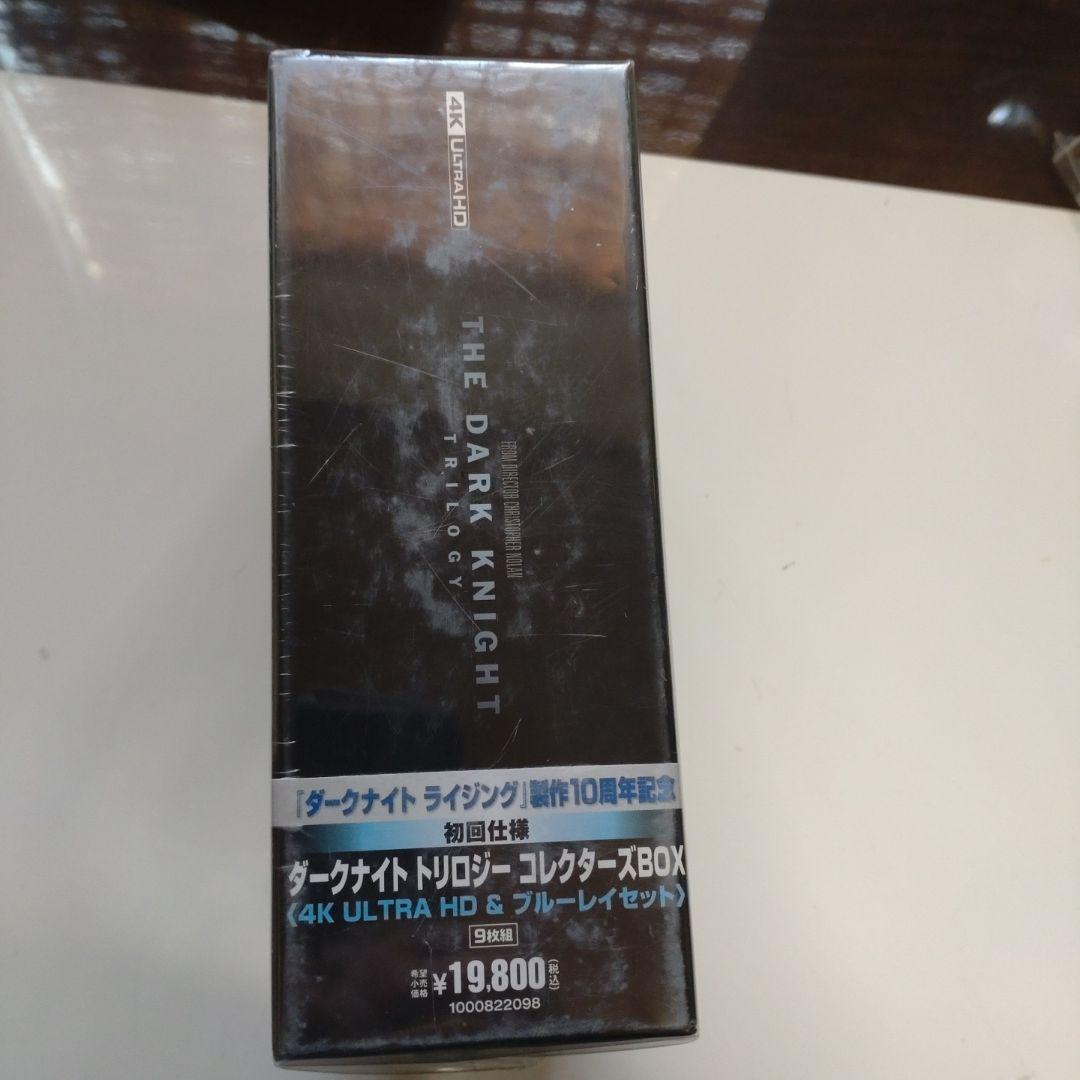 4K ULTRA HD
FROM DIRECTOR CHRISTOPHER NOLAN
THE DARK KNIGHT
TRILOGY
『ダークナイト ライジング』製作10周年記念
初回仕様
ダークナイト トリロジー コレクターズBOX
〈4K ULTRA HD & ブルーレイセット〉
9枚組
希望小売価格 ¥19,800(税込)
1000822098